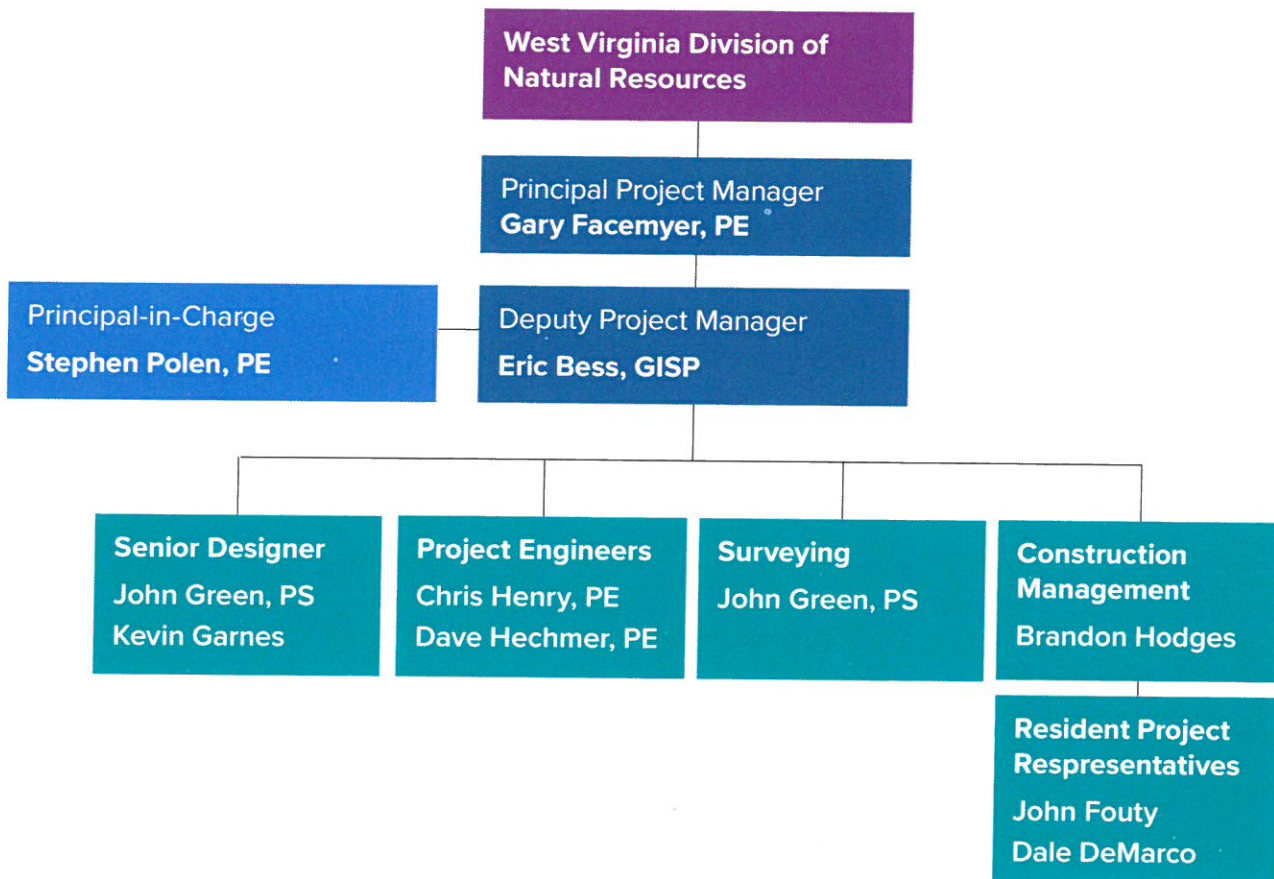 West Virginia Division of
Natural Resources
Principal Project Manager
Gary Facemyer, PE
Principal-in-Charge
Stephen Polen, PE
Deputy Project Manager
Eric Bess, GISP
Senior Designer
John Green, PS
Kevin Garnes
Project Engineers
Chris Henry, PE
Dave Hechmer, PE
Surveying
John Green, PS
Construction
Management
Brandon Hodges
Resident Project
Respresentatives
John Fouty
Dale DeMarco